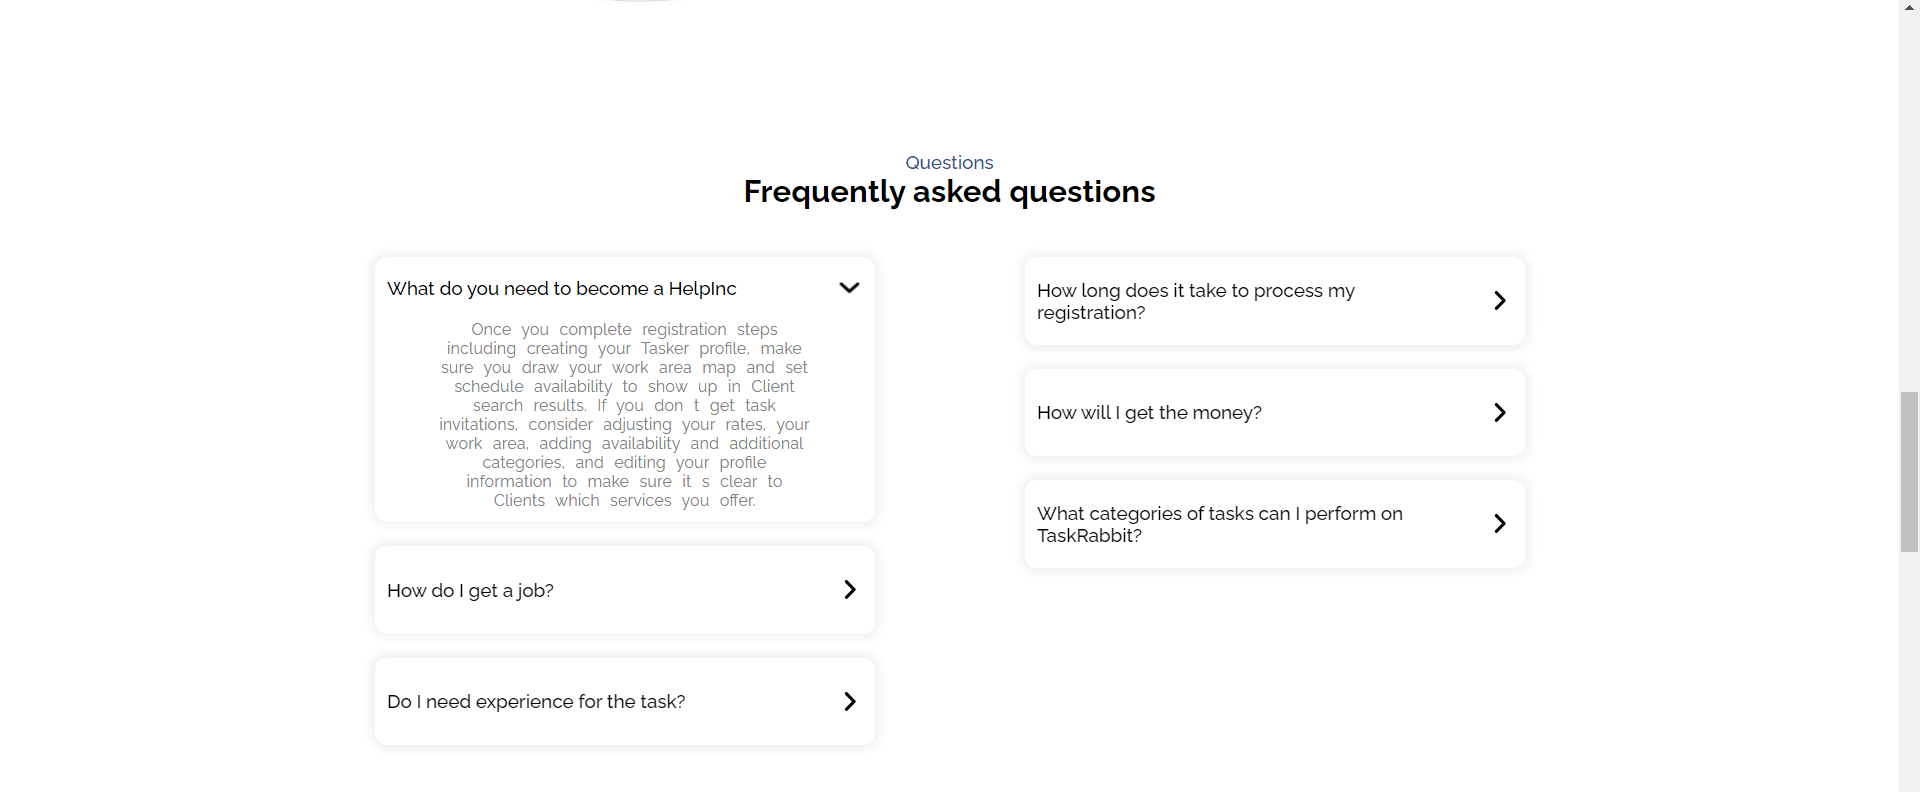 Questions
Frequently asked questions
What do you need to become a HelpInc
Once you complete registration steps
including creating your Tasker profile, make
sure you draw your work area map and set
schedule availability to show up in Client
search results. If you don t get task
invitations, consider adjusting your rates, your
work area, adding availability and additional
categories, and editing your profile
information to make sure it s clear to
Clients which services you offer.
How do I get a job?
Do I need experience for the task?
How long does it take to process my
registration?
How will I get the money?
What categories of tasks can I perform on
TaskRabbit?